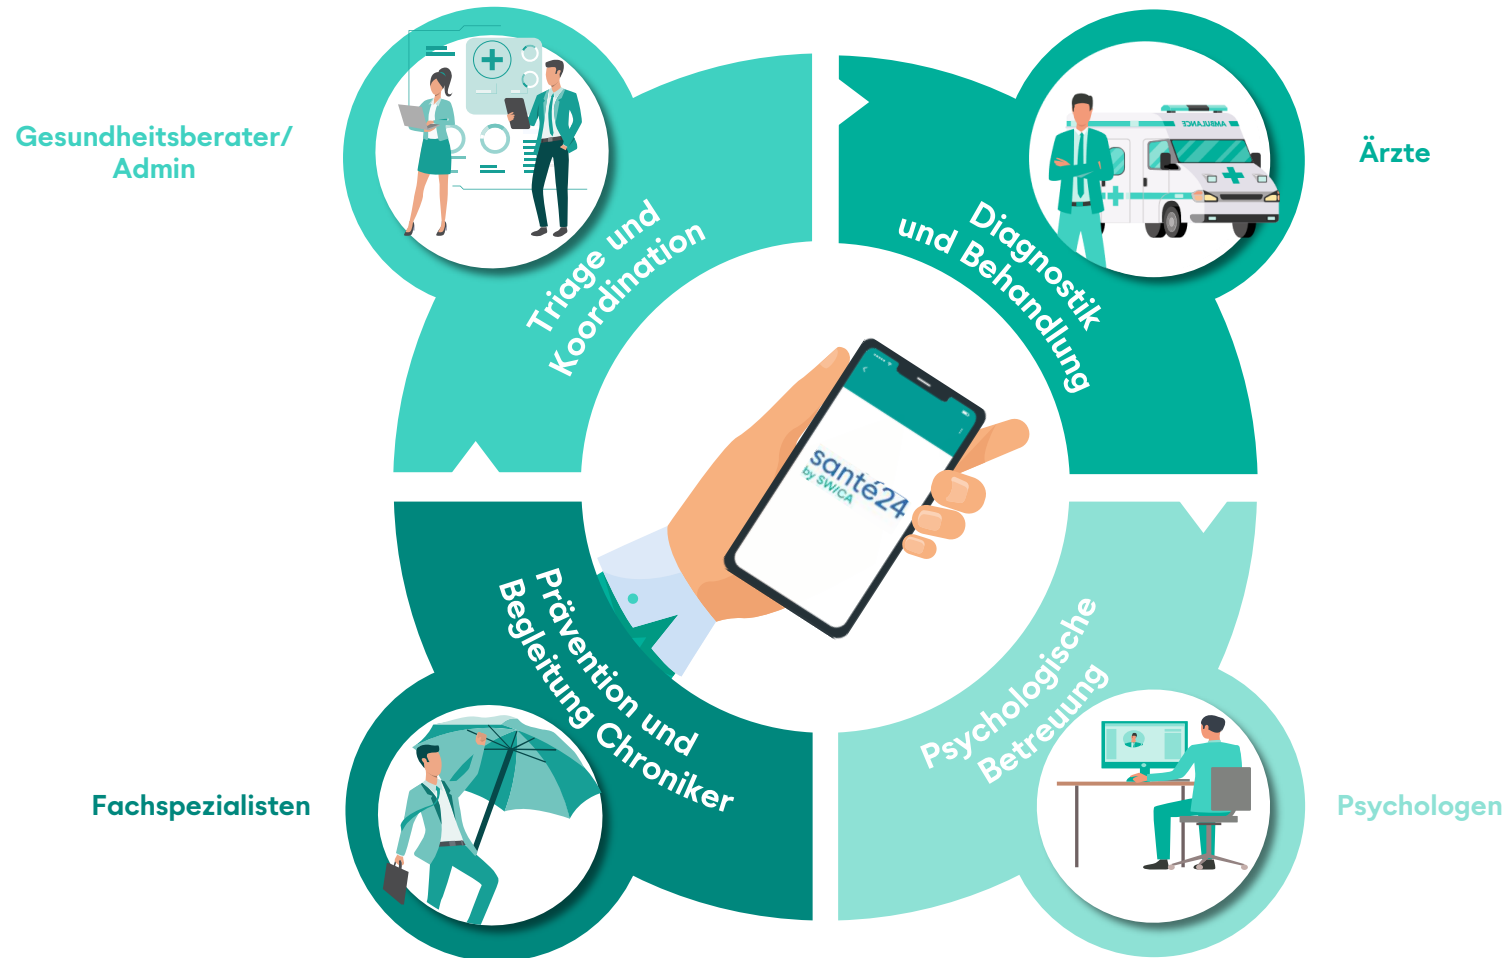 Gesundheitsberater/
Admin
Triage und
Koordination
AMBULANCE
Ärzte
Diagnostik
und Behandlung
santé24
by SWICA
Prävention und
Begleitung Chroniker
Fachspezialisten
Psychologische
Betreuung
Psychologen